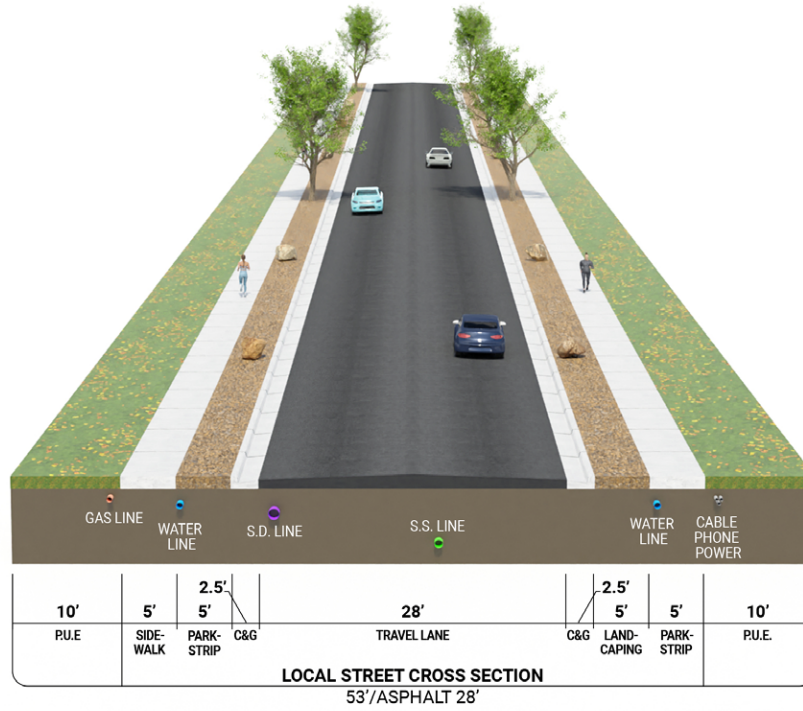 GAS LINE
WATER
LINE
S.D. LINE
S.S. LINE
WATER
LINE
CABLE
PHONE
POWER
2.5'
2.5'
10'
5'
5'
28'
5'
5'
10'
P.U.E
SIDE-
WALK
PARK-
STRIP
C&G
TRAVEL LANE
C&G
LAND-
CAPING
PARK-
STRIP
P.U.E.
LOCAL STREET CROSS SECTION
53'/ASPHALT 28'